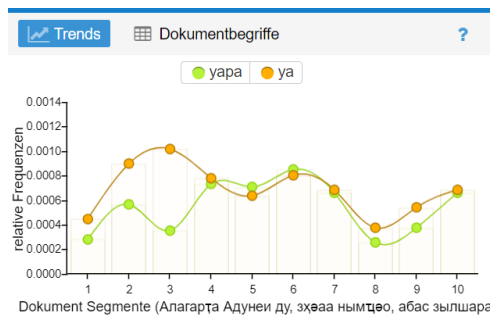 Trends Dokumentbegriffe ?
уара уа
relative Frequenzen
0.0014
0.0012
0.0010
0.0008
0.0006
0.0004
0.0002
0.0000
1 2 3 4 5 6 7 8 9 10
Dokument Segmente (Алагарҭа Адунеи ду, зҳәаа нымҵәо, абас зылшара